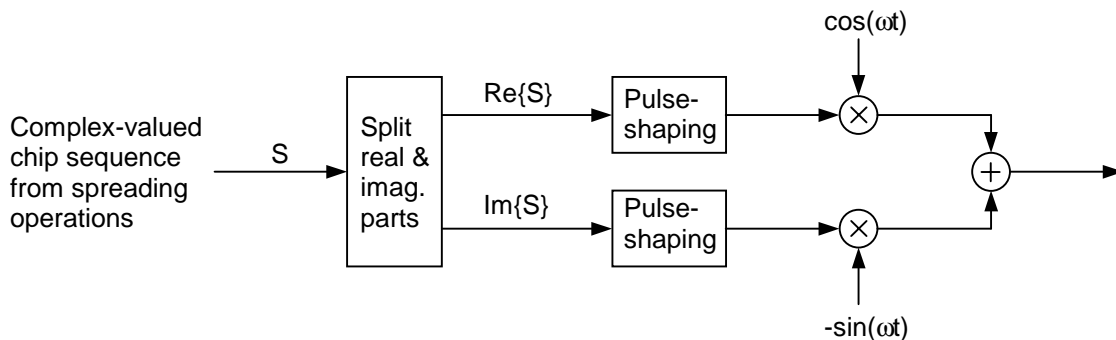 cos(ωt)
Complex-valued
chip sequence
from spreading
operations
S
Split
real &
imag.
parts
Re{S}
Pulse-
shaping
Im{S}
Pulse-
shaping
-sin(ωt)